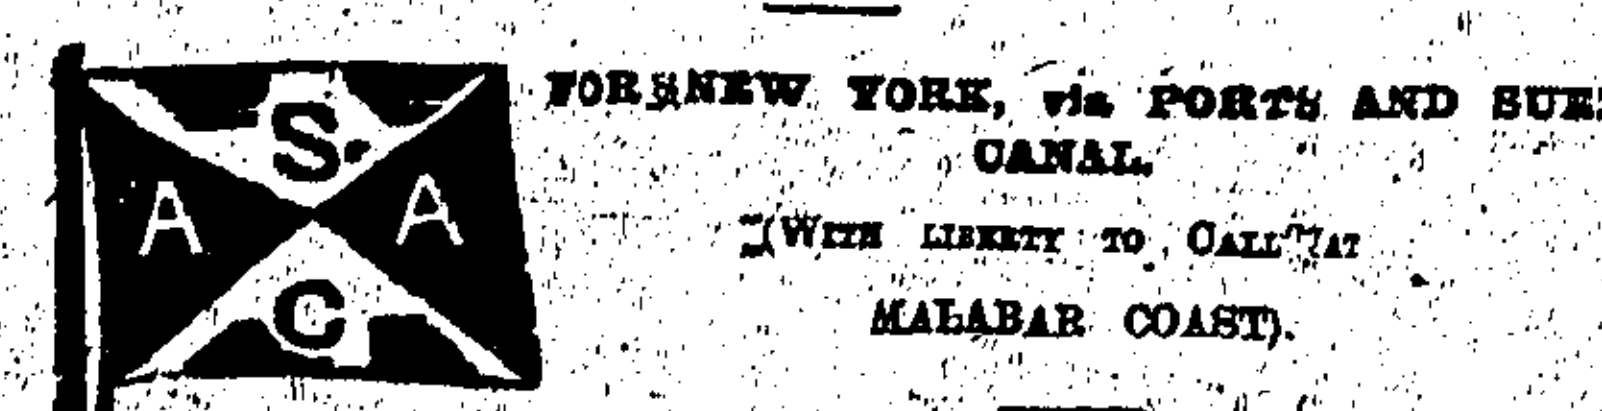 S.
A A
C
FOR NEW YORK, via PORTS AND SUEZ
CANAL.
(WITH LIBERTY TO CALL AT
MALABAR COAST).